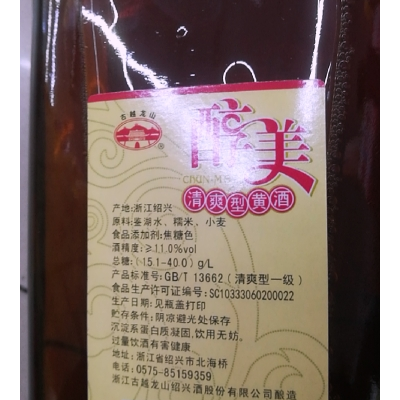 古越龙山
®
醇美
CHUN-ME
清爽型黄酒
产地:浙江绍兴
原料:鉴湖水、糯米、小麦
食品添加剂:焦糖色
酒精度:≥11.0%vol
总糖:(15.1-40.0) g/L
产品标准号:GB/T 13662 (清爽型一级)
食品生产许可证编号:SC10333060200022
生产日期:见瓶盖打印
贮存条件:阴凉避光处保存
沉淀系蛋白质凝固,饮用无妨。
过量饮酒有害健康.
地址:浙江省绍兴市北海桥
电话:0575-85159359
浙江古越龙山绍兴酒股份有限公司酿造